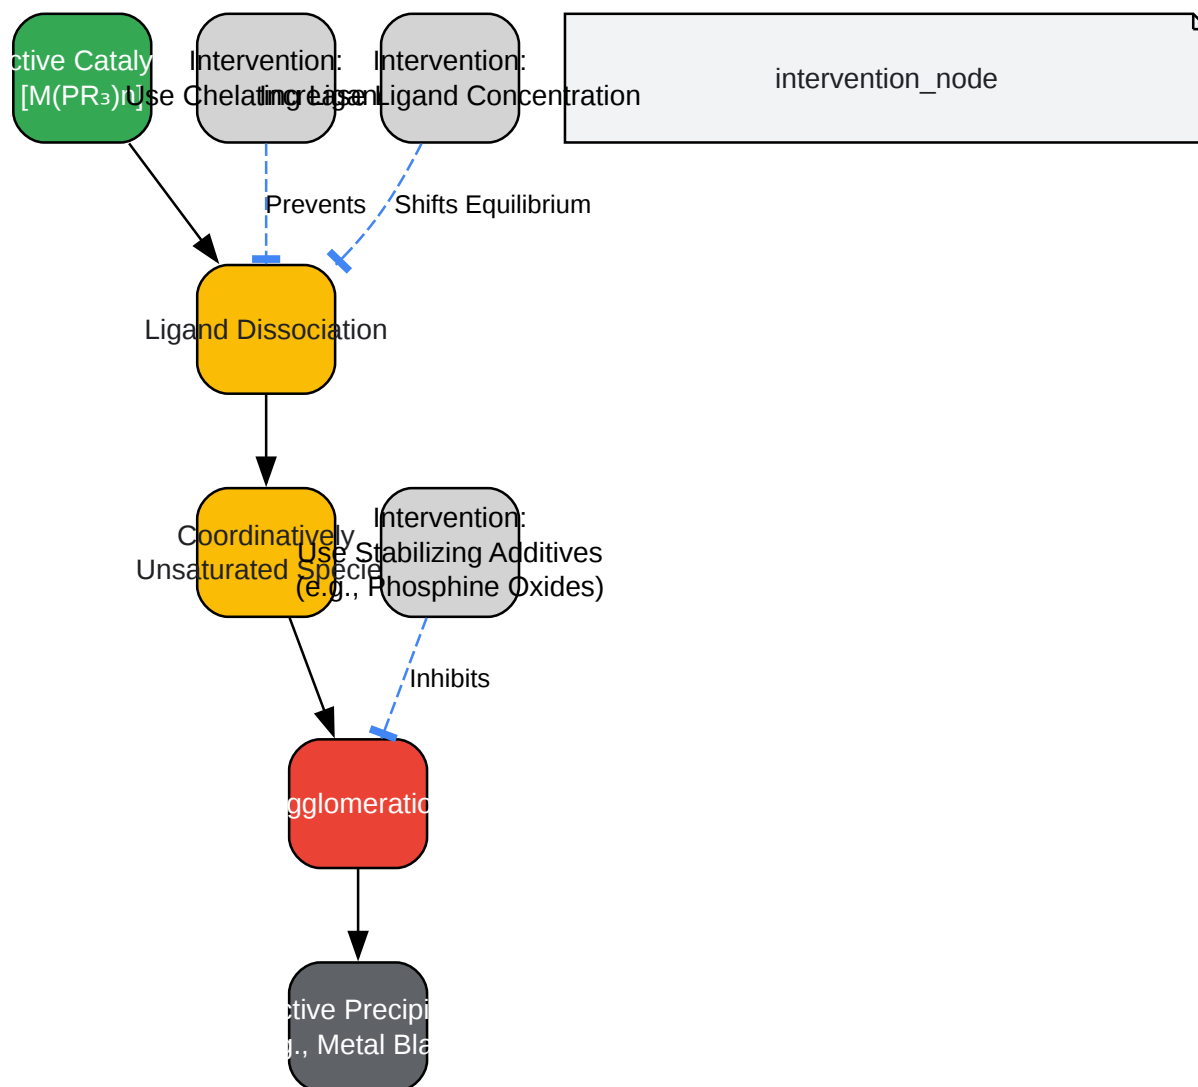 ctive Cataly
[M(PR₃)n]
Intervention:
Use Chelating Ligan
Intervention:
Increase Ligand Concentration
intervention_node
Prevents
Shifts Equilibrium
Ligand Dissociation
Coordinatively
Unsaturated Specie
Intervention:
Use Stabilizing Additives
(e.g., Phosphine Oxides)
Inhibits
gglomeratio
ctive Precipi
g., Metal Bla